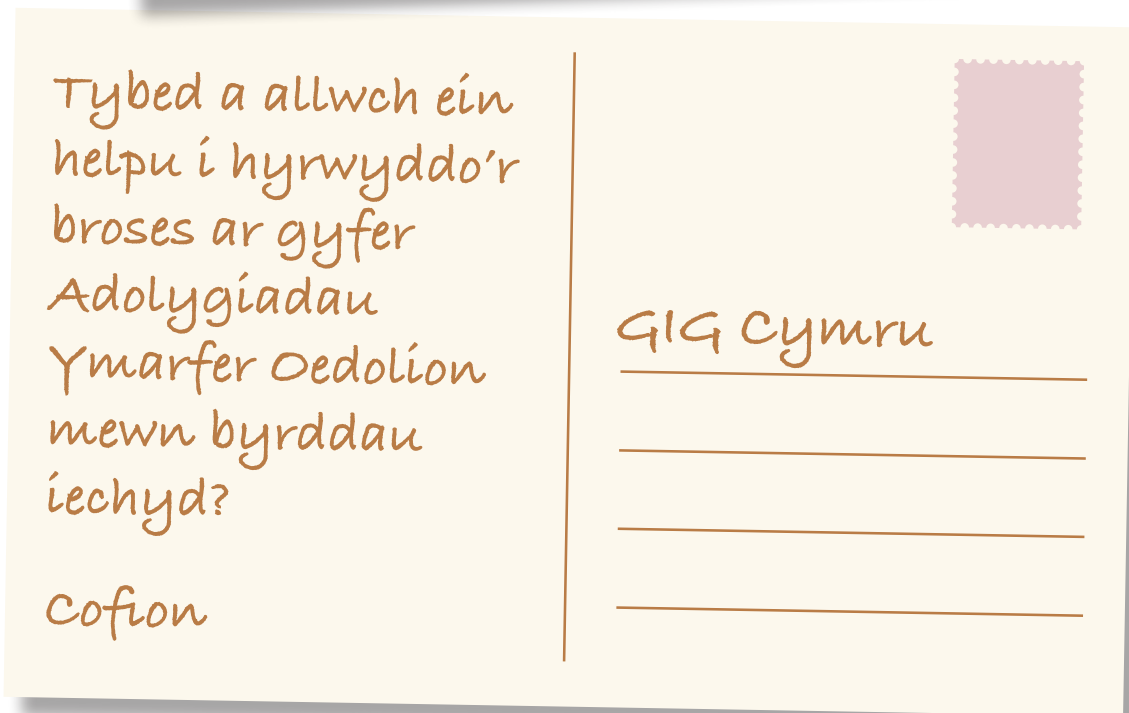 Tybed a allwch ein
helpu i hyrwyddo'r
broses ar gyfer
Adolygiadau
Ymarfer Oedolion
mewn byrddau
iechyd?
Cofion
GIG Cymru